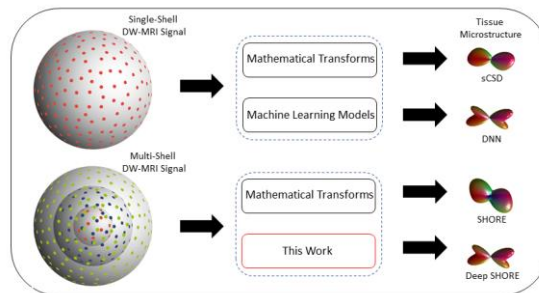 Single-Shell
DW-MRI Signal
Mathematical Transforms
Machine Learning Models
Tissue
Microstructure
sCSD
DNN
Multi-Shell
DW-MRI Signal
Mathematical Transforms
This Work
SHORE
Deep SHORE